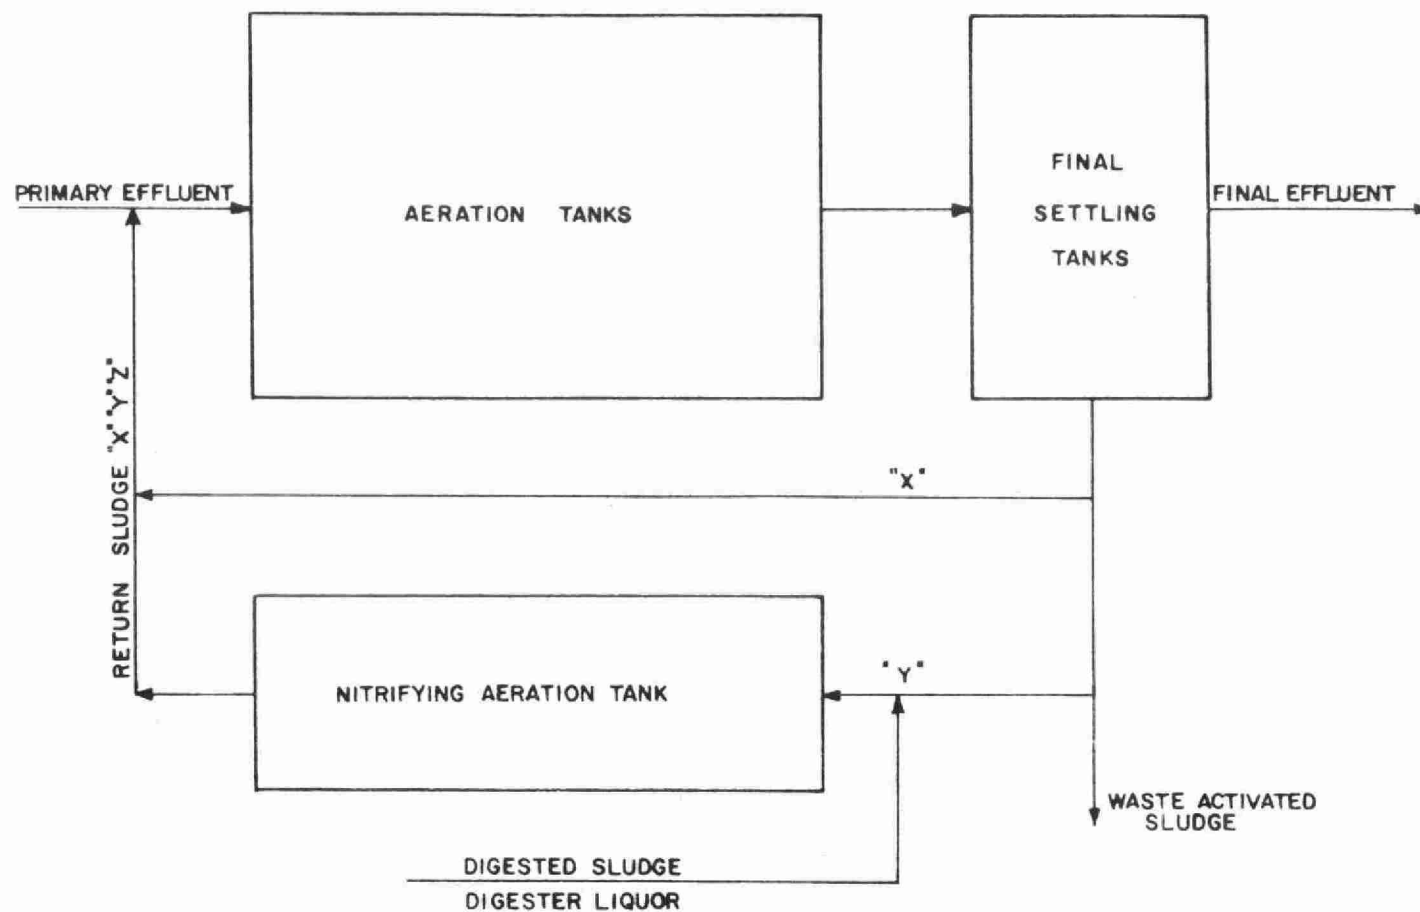 PRIMARY EFFLUENT
AERATION TANKS
FINAL
SETTLING
TANKS
FINAL EFFLUENT
RETURN SLUDGE "X" "Y" "Z"
"X"
NITRIFYING AERATION TANK
"Y"
WASTE ACTIVATED
SLUDGE
DIGESTED SLUDGE
DIGESTER LIQUOR